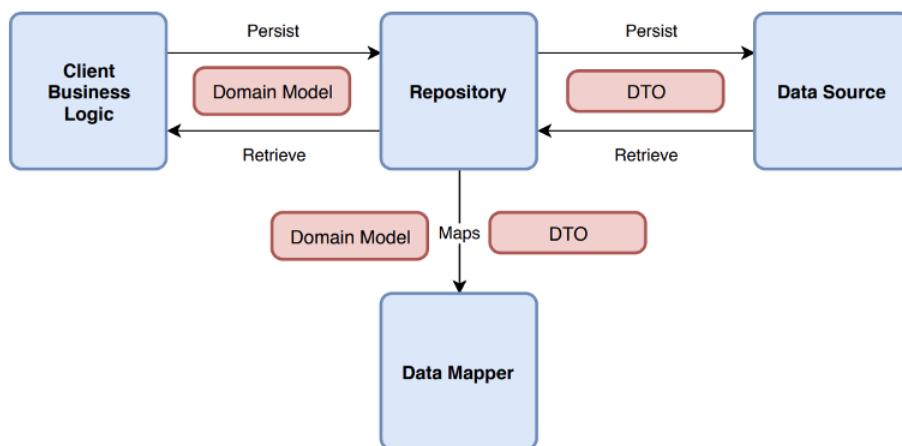 Persist
Persist
Client
Business
Logic
Domain Model
Repository
DTO
Data Source
Retrieve
Retrieve
Domain Model
Maps
DTO
Data Mapper